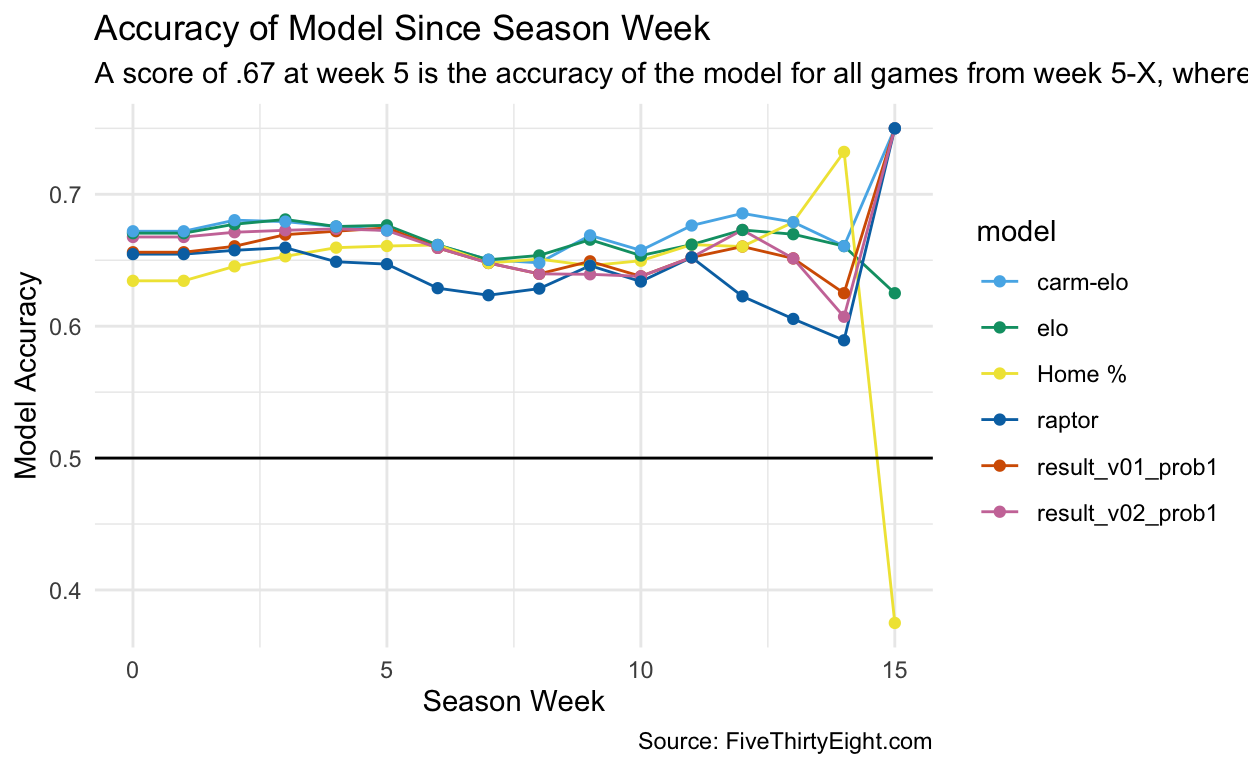 Accuracy of Model Since Season Week
A score of .67 at week 5 is the accuracy of the model for all games from week 5-X, where
Model Accuracy
0.7
0.6
0.5
0.4
0
5
10
15
Season Week
model
carm-elo
elo
Home %
raptor
result_v01_prob1
result_v02_prob1
Source: FiveThirtyEight.com